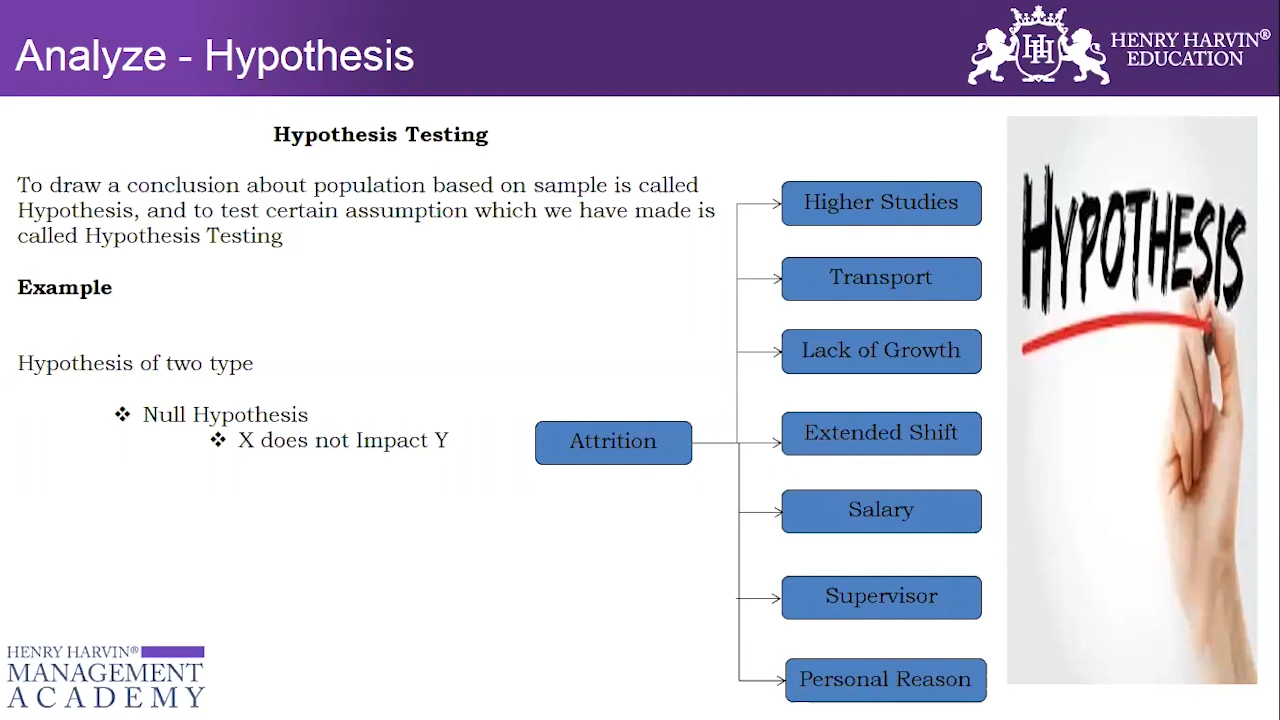 Analyze - Hypothesis
HENRY HARVIN®
EDUCATION
HH
Hypothesis Testing
To draw a conclusion about population based on sample is called
Hypothesis, and to test certain assumption which we have made is
called Hypothesis Testing
Example
Hypothesis of two type
❖ Null Hypothesis
❖ X does not Impact Y
Attrition
Higher Studies
Transport
Lack of Growth
Extended Shift
Salary
Supervisor
Personal Reason
HYPOTHESIS
HENRY HARVIN®
MANAGEMENT
ACADEMY